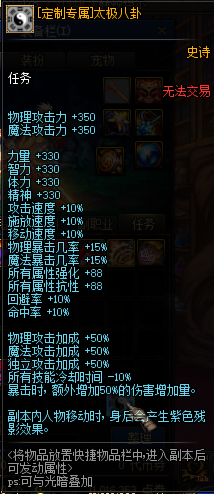 [定制专属]太极八卦
史诗
任务
无法交易
物理攻击力 +350
魔法攻击力 +350
力量 +330
智力 +330
体力 +330
精神 +330
攻击速度 +10%
施放速度 +10%
移动速度 +10%
物理暴击几率 +15%
魔法暴击几率 +15%
所有属性强化 +88
所有属性抗性 +88
回避率 +10%
命中率 +10%
物理攻击加成 +50%
魔法攻击加成 +50%
独立攻击加成 +50%
所有技能冷却时间 -10%
暴击时,额外增加50%的伤害增加量。
副本内人物移动时,身后会产生紫色残
影效果。
<将物品放置快捷物品栏中,进入副本后
可发动属性>
ps:可与光暗叠加